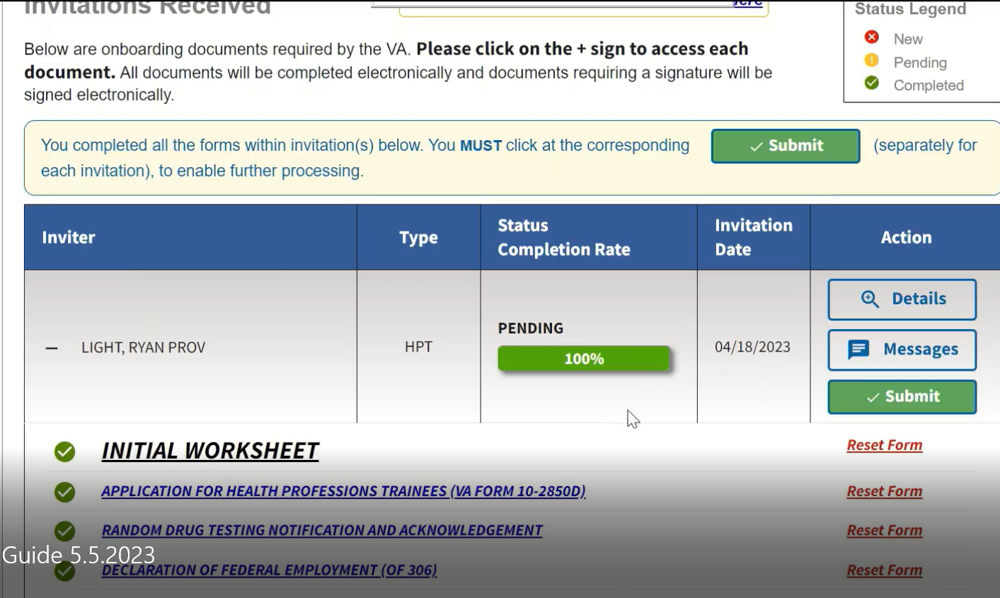 Invitations Received
here
Status Legend
New
Pending
Completed
Below are onboarding documents required by the VA. Please click on the + sign to access each
document. All documents will be completed electronically and documents requiring a signature will be
signed electronically.
You completed all the forms within invitation(s) below. You MUST click at the corresponding Submit (separately for
each invitation), to enable further processing.
Inviter Type Status Completion Rate Invitation Date Action
LIGHT, RYAN PROV HPT PENDING 100% 04/18/2023
Details
Messages
Submit
INITIAL WORKSHEET Reset Form
APPLICATION FOR HEALTH PROFESSIONS TRAINEES (VA FORM 10-2850D) Reset Form
RANDOM DRUG TESTING NOTIFICATION AND ACKNOWLEDGEMENT Reset Form
Guide 5.5.2023
DECLARATION OF FEDERAL EMPLOYMENT (OF 306) Reset Form